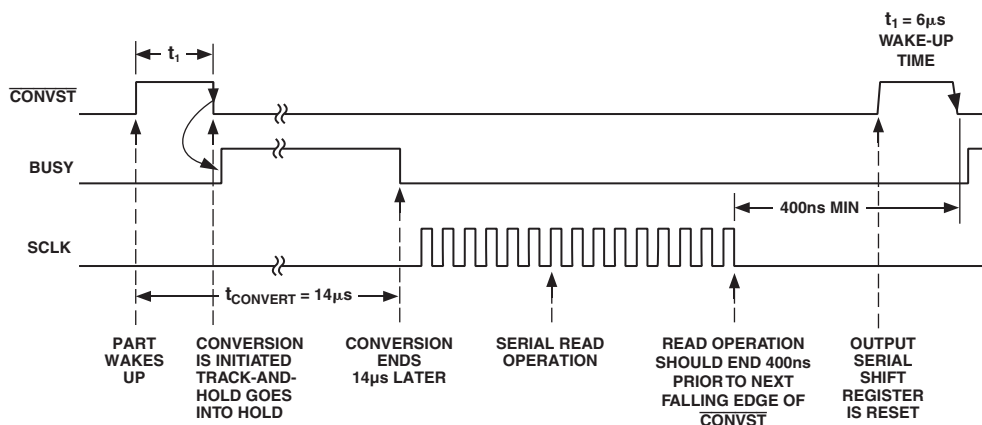 t1
t1 = 6µs
WAKE-UP
TIME
CONVST
BUSY
400ns MIN
SCLK
tCONVERT = 14µs
PART
WAKES
UP
CONVERSION
IS INITIATED
TRACK-AND-
HOLD GOES
INTO HOLD
CONVERSION
ENDS
14µs LATER
SERIAL READ
OPERATION
READ OPERATION
SHOULD END 400ns
PRIOR TO NEXT
FALLING EDGE OF
CONVST
OUTPUT
SERIAL
SHIFT
REGISTER
IS RESET